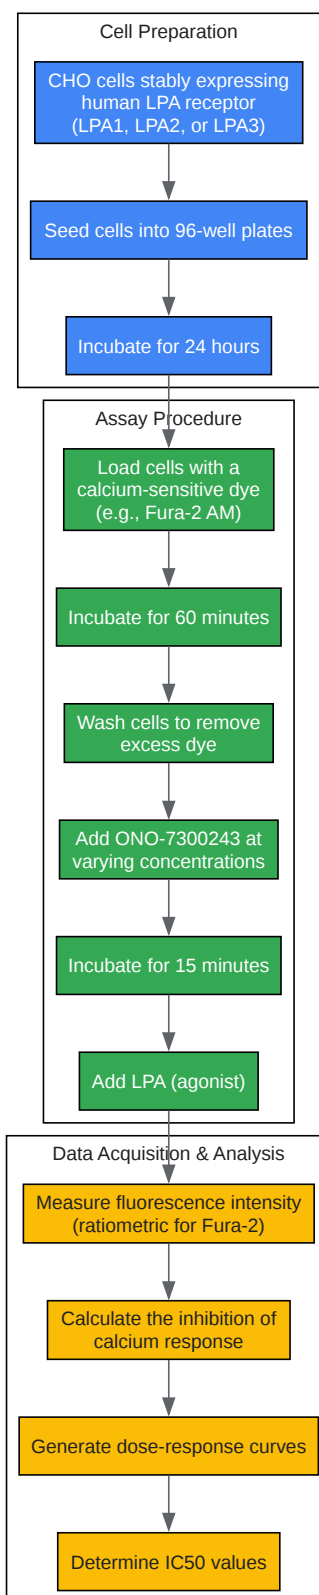 Cell Preparation
CHO cells stably expressing
human LPA receptor
(LPA1, LPA2, or LPA3)
Seed cells into 96-well plates
Incubate for 24 hours
Assay Procedure
Load cells with a
calcium-sensitive dye
(e.g., Fura-2 AM)
Incubate for 60 minutes
Wash cells to remove
excess dye
Add ONO-7300243 at
varying concentrations
Incubate for 15 minutes
Add LPA (agonist)
Data Acquisition & Analysis
Measure fluorescence intensity
(ratiometric for Fura-2)
Calculate the inhibition of
calcium response
Generate dose-response curves
Determine IC50 values